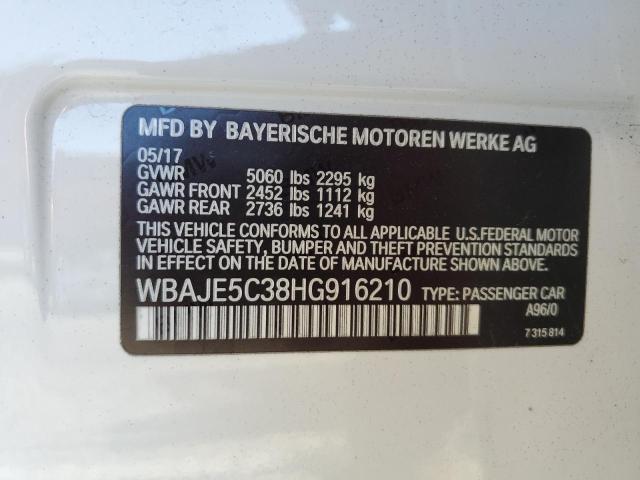 MFD BY BAYERISCHE MOTOREN WERKE AG
05/17
GVWR 5060 lbs 2295 kg
GAWR FRONT 2452 lbs 1112 kg
GAWR REAR 2736 lbs 1241 kg
THIS VEHICLE CONFORMS TO ALL APPLICABLE U.S.FEDERAL MOTOR
VEHICLE SAFETY, BUMPER AND THEFT PREVENTION STANDARDS
IN EFFECT ON THE DATE OF MANUFACTURE SHOWN ABOVE.
WBAJE5C38HG916210 TYPE: PASSENGER CAR
A96/0
7 315 814